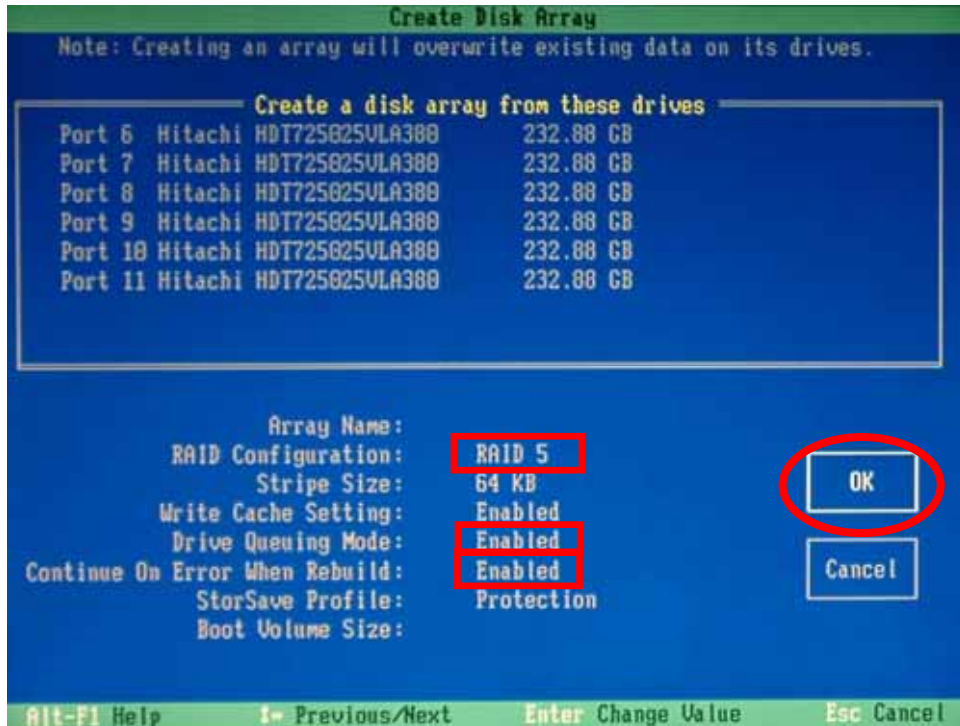 Create Disk Array
Note: Creating an array will overwrite existing data on its drives.
Create a disk array from these drives
Port 6 Hitachi HDT725025VLA380 232.88 GB
Port 7 Hitachi HDT725025VLA380 232.88 GB
Port 8 Hitachi HDT725025VLA380 232.88 GB
Port 9 Hitachi HDT725025VLA380 232.88 GB
Port 10 Hitachi HDT725025VLA380 232.88 GB
Port 11 Hitachi HDT725025VLA380 232.88 GB
Array Name:
RAID Configuration: RAID 5
Stripe Size: 64 KB
Write Cache Setting: Enabled
Drive Queuing Mode: Enabled
Continue On Error When Rebuild: Enabled
StorSave Profile: Protection
Boot Volume Size:
OK
Cancel
Alt-F1 Help Previous/Next Enter Change Value Esc Cancel